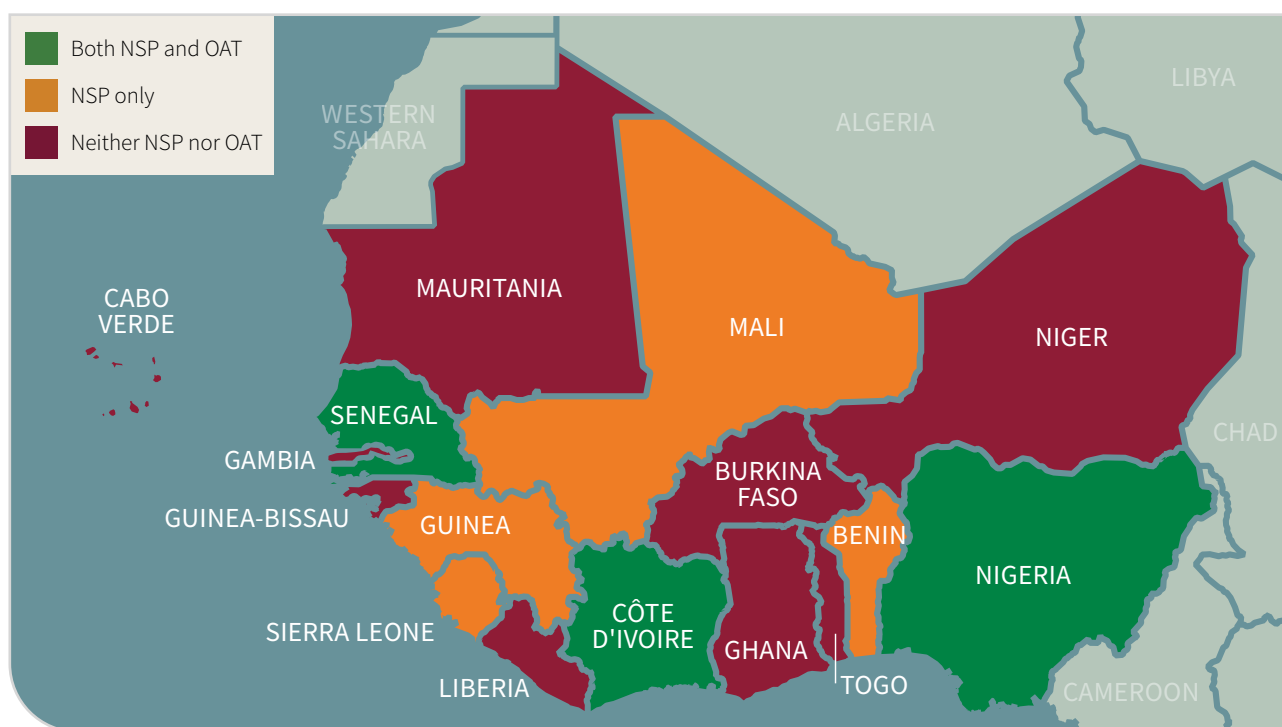 Both NSP and OAT
NSP only
Neither NSP nor OAT
WESTERN
SAHARA
ALGERIA
LIBYA
MAURITANIA
CABO
VERDE
MALI
NIGER
SENEGAL
CHAD
GAMBIA
BURKINA
FASO
GUINEA-BISSAU
GUINEA
BENIN
NIGERIA
SIERRA LEONE
CÔTE
D'IVOIRE
GHANA
LIBERIA
TOGO
CAMEROON